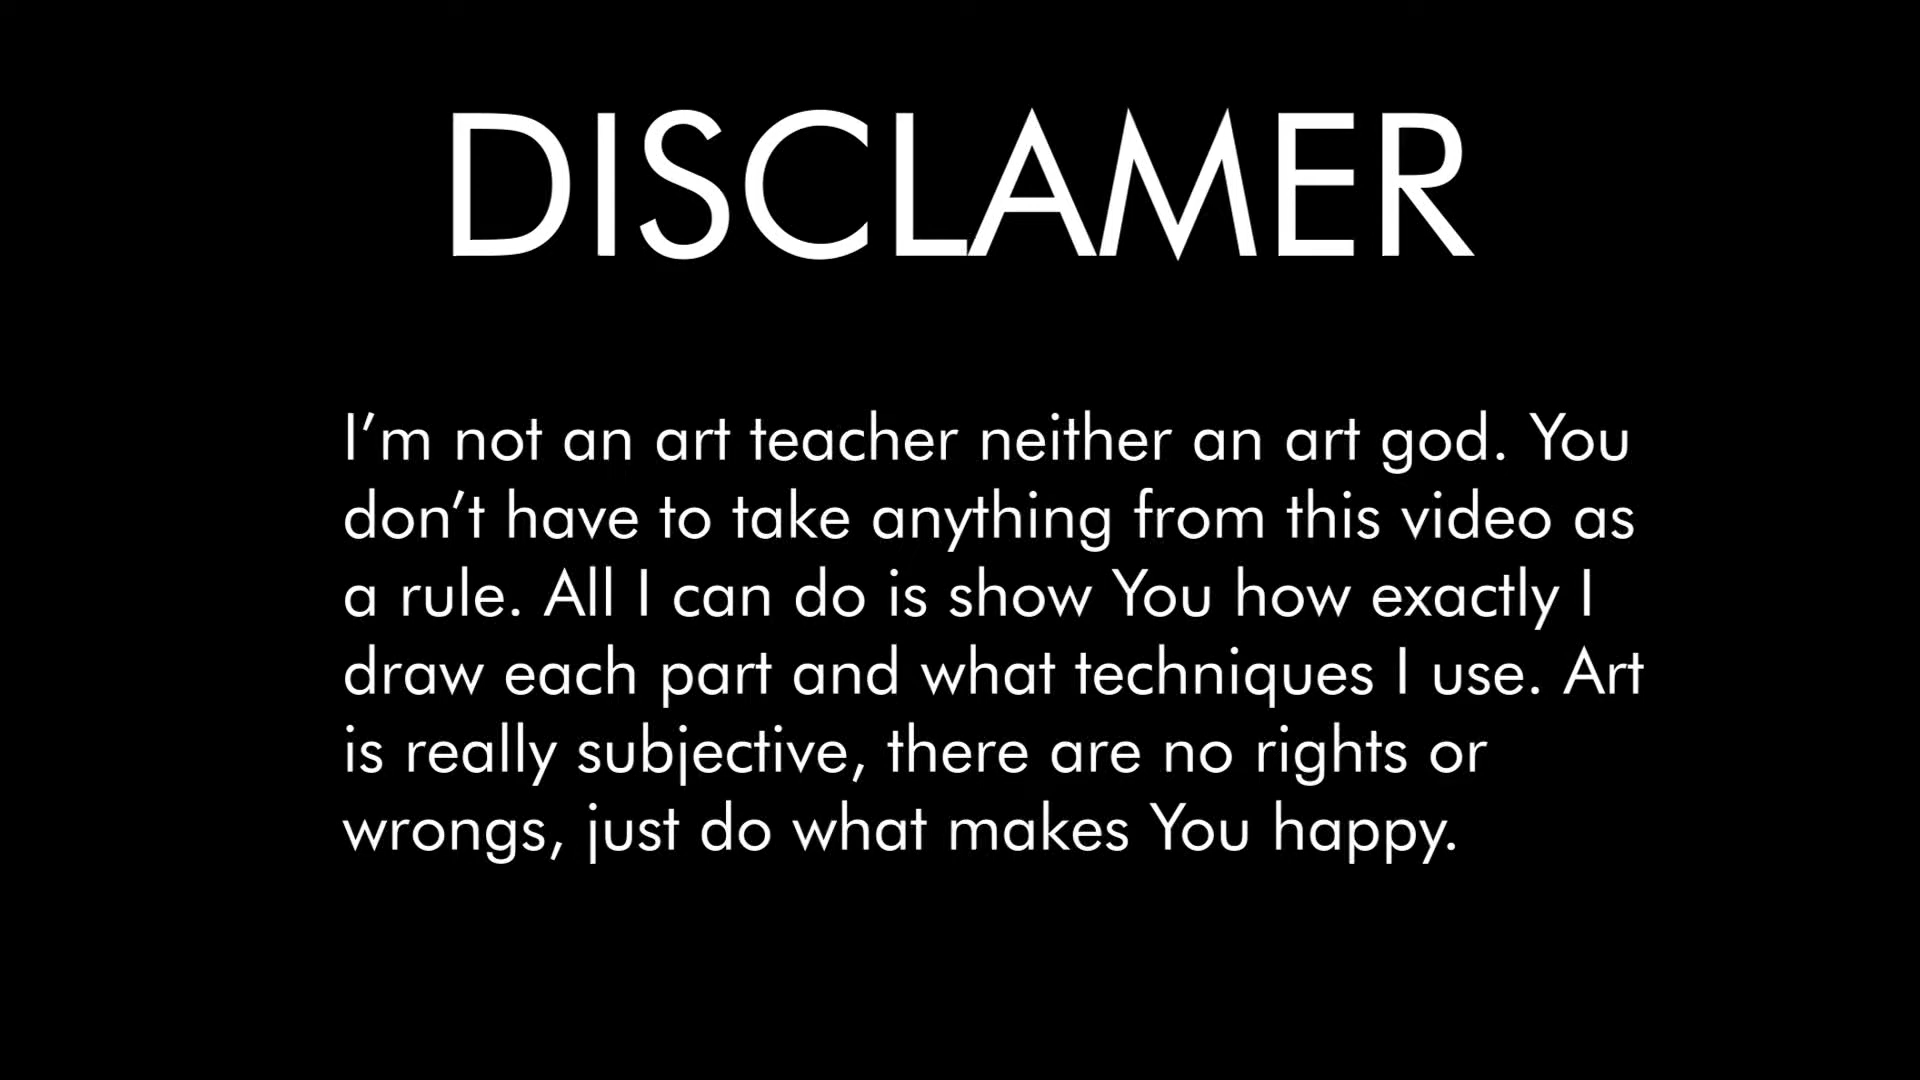 DISCLAMER
I’m not an art teacher neither an art god. You
don’t have to take anything from this video as
a rule. All I can do is show You how exactly I
draw each part and what techniques I use. Art
is really subjective, there are no rights or
wrongs, just do what makes You happy.